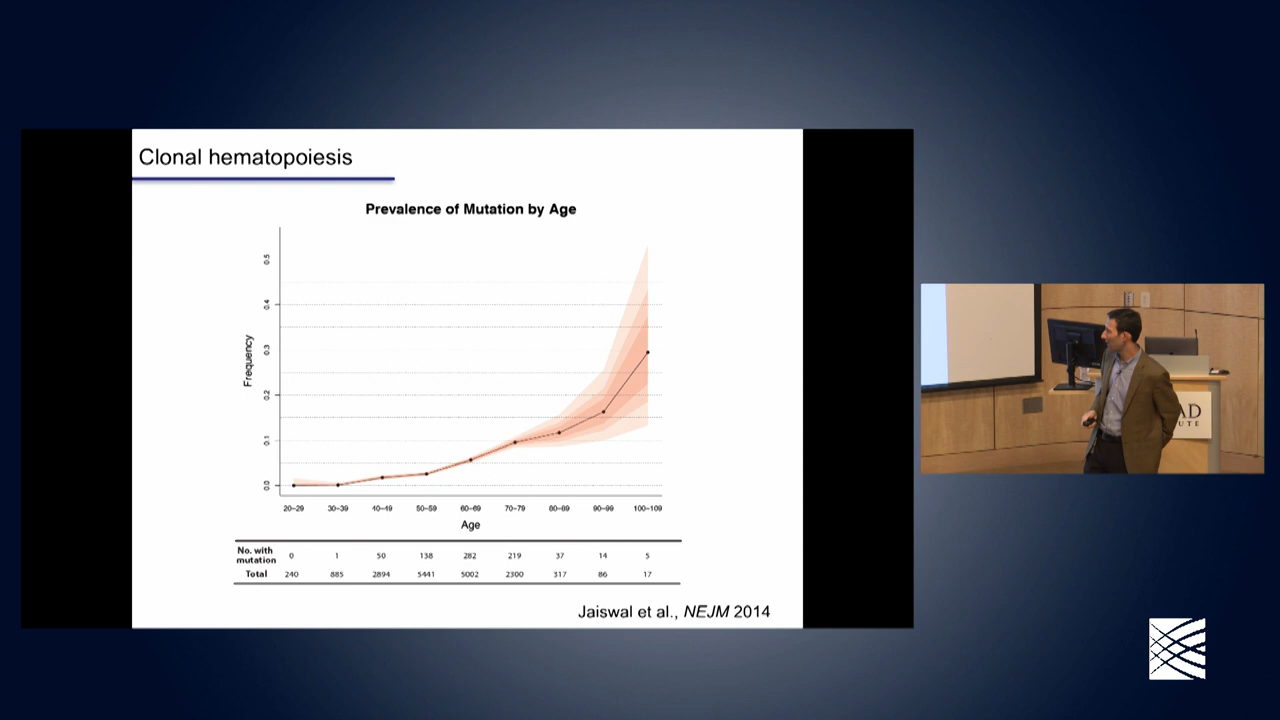 Clonal hematopoiesis
Prevalence of Mutation by Age
Frequency
0.5
0.4
0.3
0.2
0.1
0.0
20–29 30–39 40–49 50–59 60–69 70–79 80–89 90–99 100–109
Age
No. with
mutation 0 1 50 138 282 219 37 14 5
Total 240 885 2894 5441 5002 2300 317 86 17
Jaiswal et al., NEJM 2014
AD
UTE